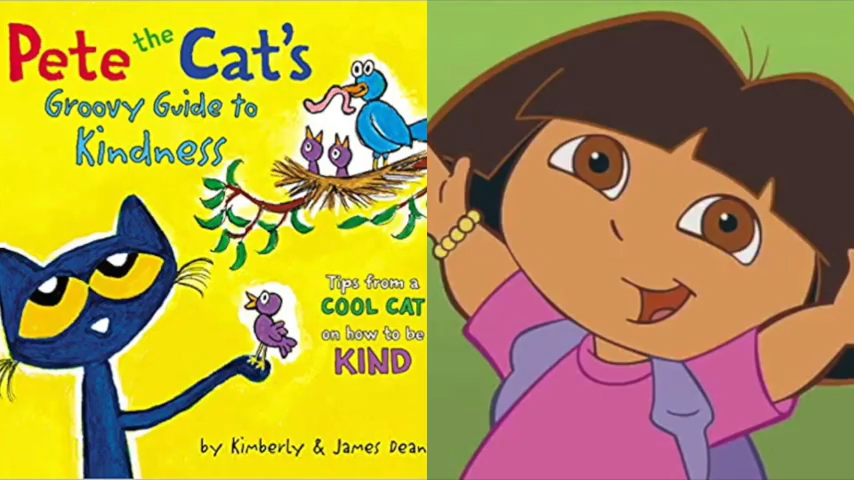 Pete the Cat's
Groovy Guide to
Kindness
Tips from a
COOL CAT
on how to be
KIND
by Kimberly & James Dean